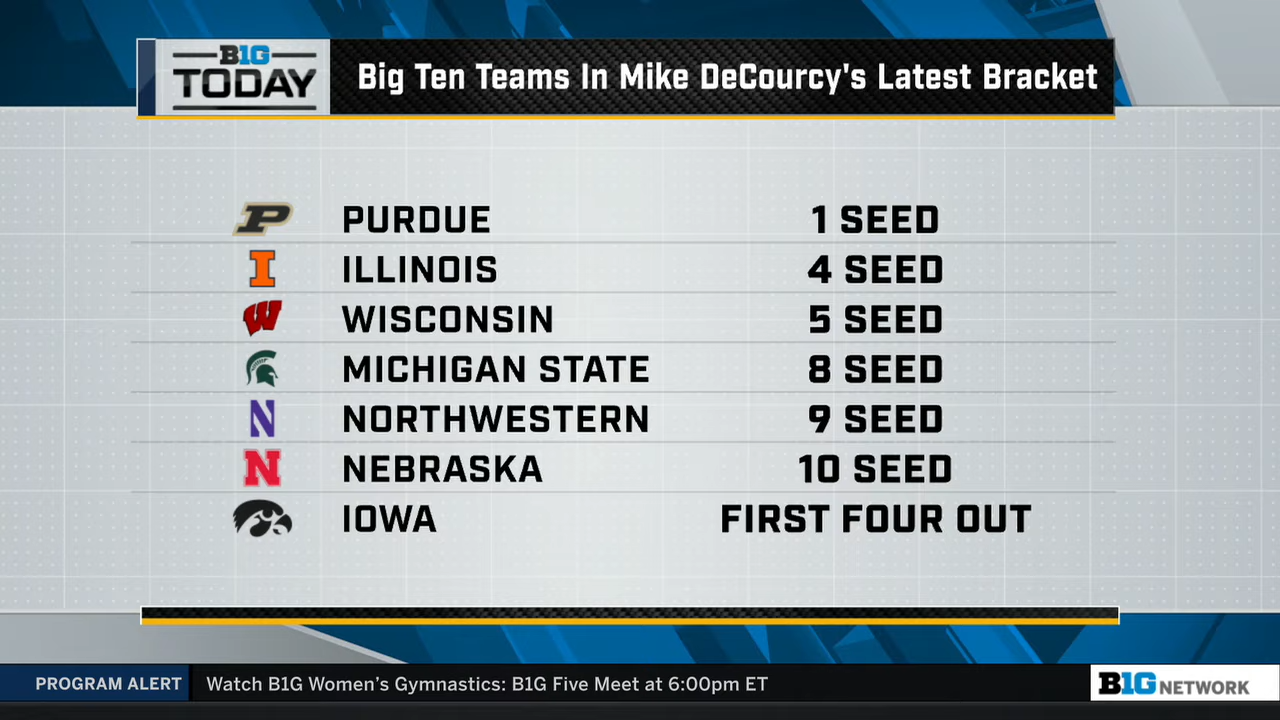 B1G
TODAY
Big Ten Teams In Mike DeCourcy's Latest Bracket
PURDUE 1 SEED
ILLINOIS 4 SEED
WISCONSIN 5 SEED
MICHIGAN STATE 8 SEED
NORTHWESTERN 9 SEED
NEBRASKA 10 SEED
IOWA FIRST FOUR OUT
PROGRAM ALERT Watch B1G Women’s Gymnastics: B1G Five Meet at 6:00pm ET B1G NETWORK